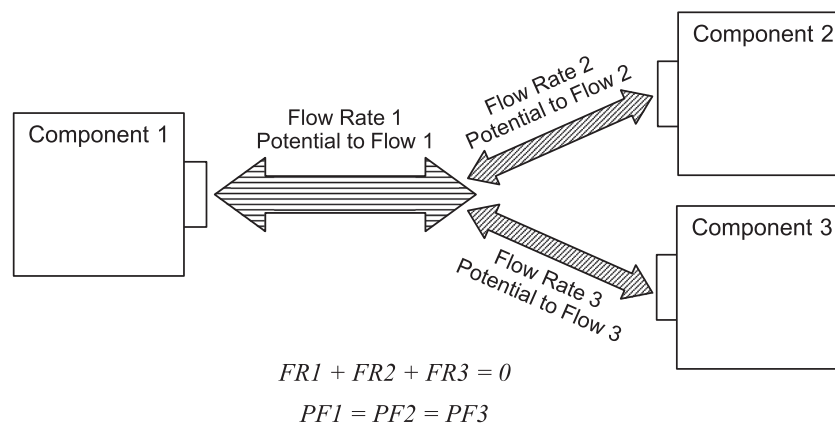 Component 1
Flow Rate 1
Potential to Flow 1
Flow Rate 2
Potential to Flow 2
Component 2
Flow Rate 3
Potential to Flow 3
Component 3
FR1 + FR2 + FR3 = 0
PF1 = PF2 = PF3